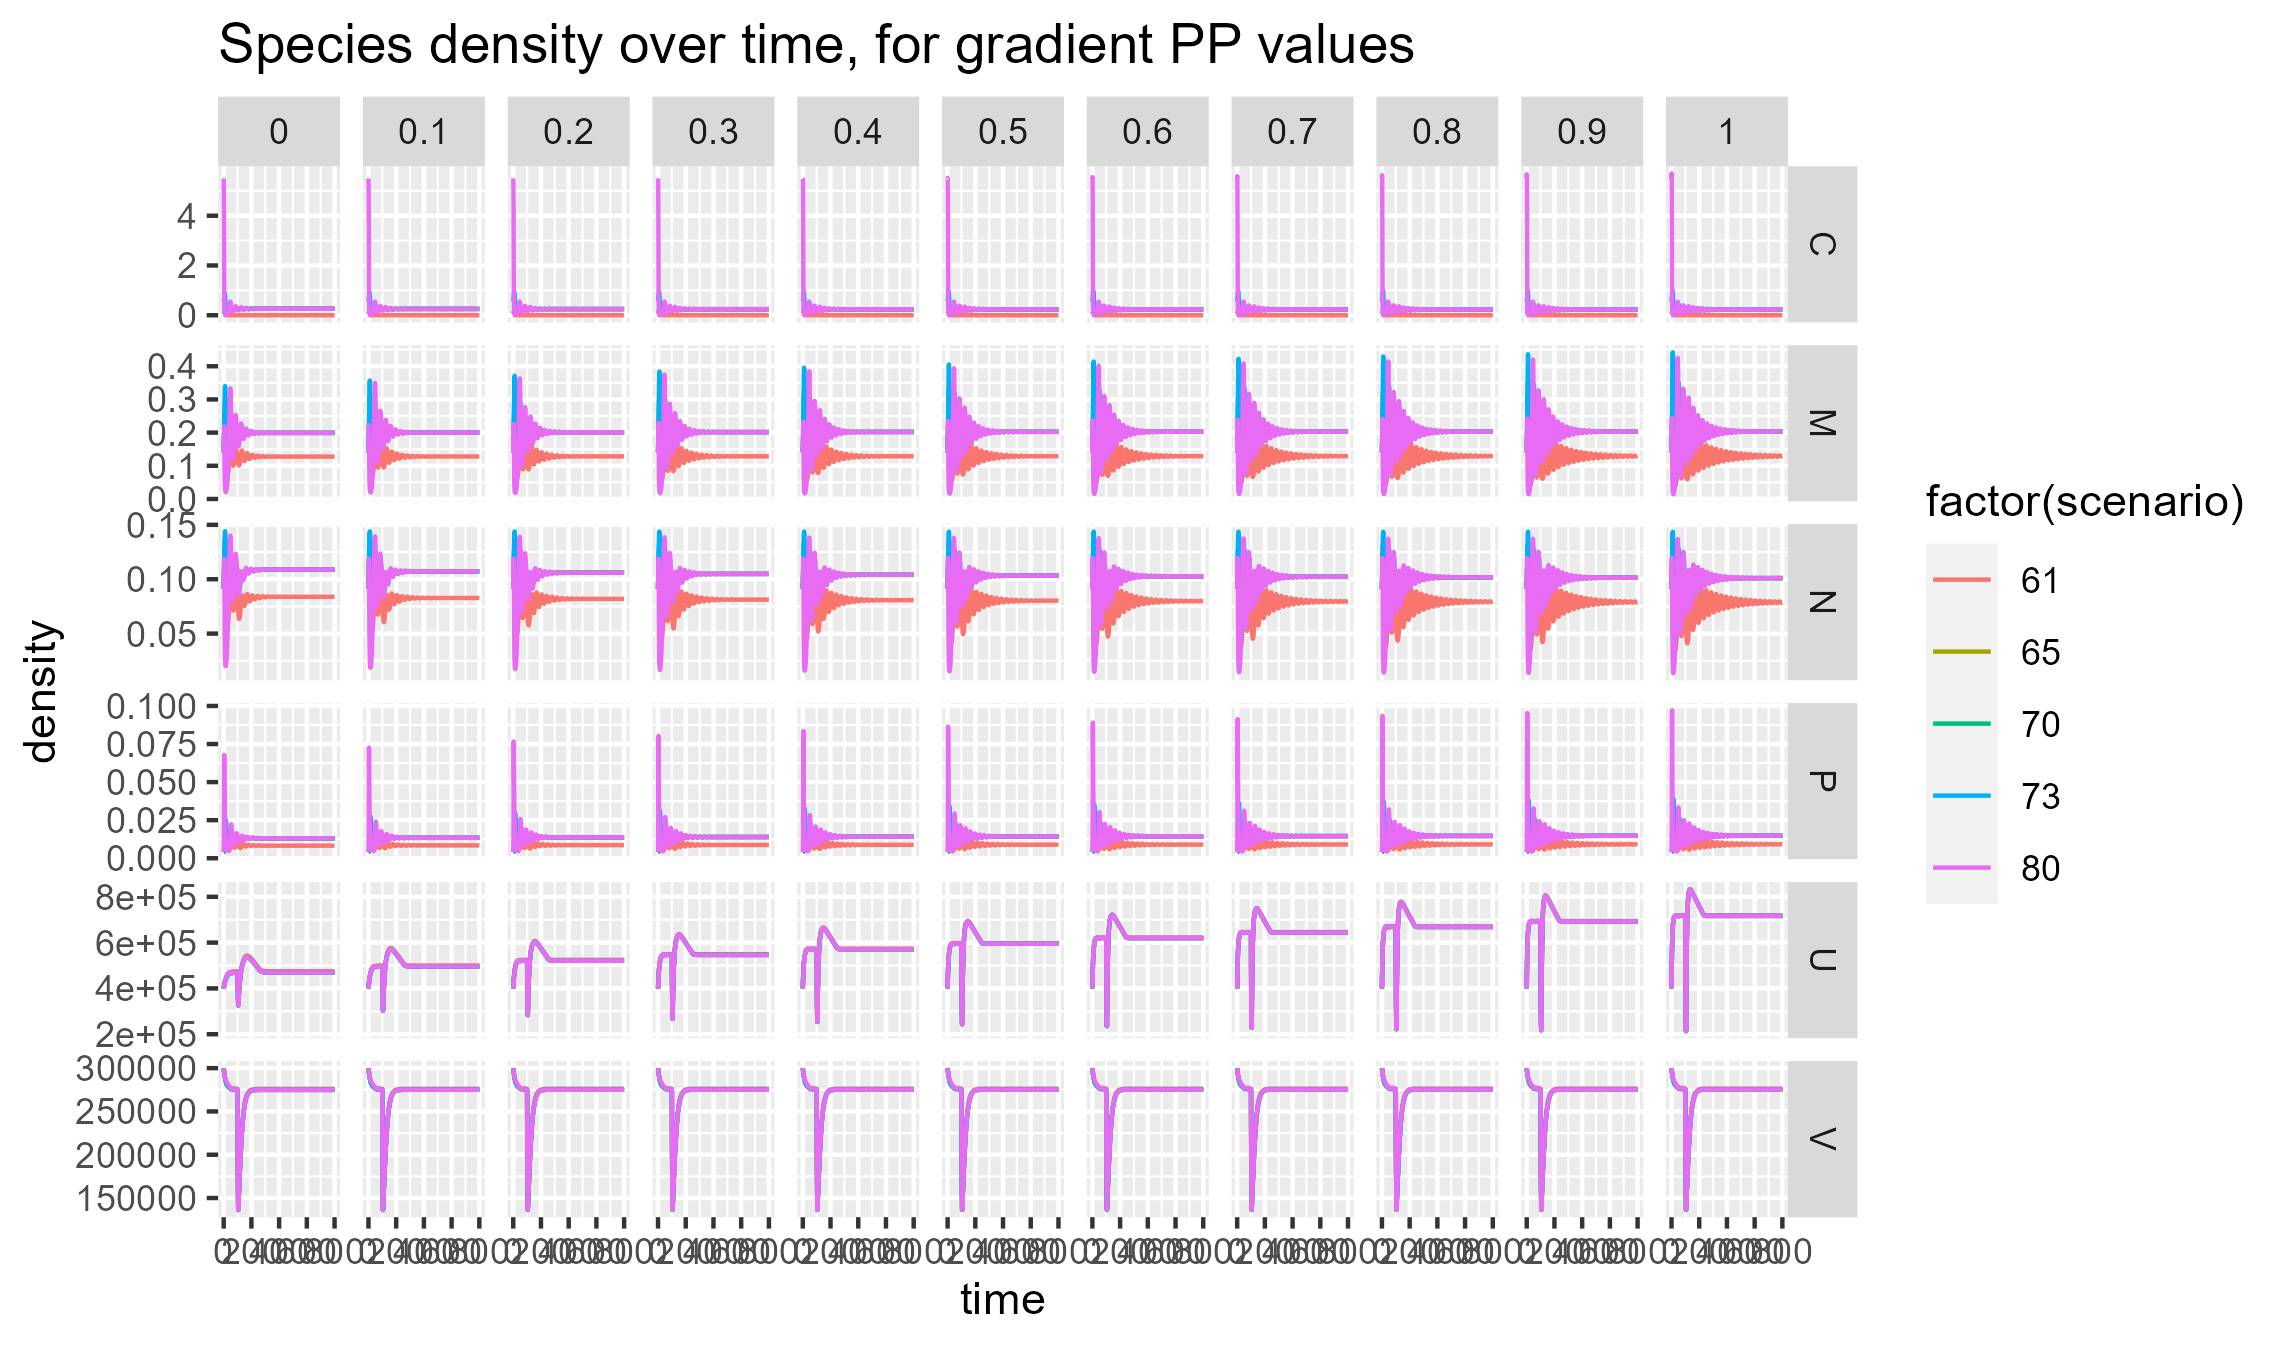 Species density over time, for gradient PP values
0 0.1 0.2 0.3 0.4 0.5 0.6 0.7 0.8 0.9 1
4
2
0
C
0.4
0.3
0.2
0.1
0.0
M
0.15
0.10
0.05
N
0.100
0.075
0.050
0.025
0.000
P
8e+05
6e+05
4e+05
2e+05
U
300000
250000
200000
150000
V
density
time
factor(scenario)
61
65
70
73
80